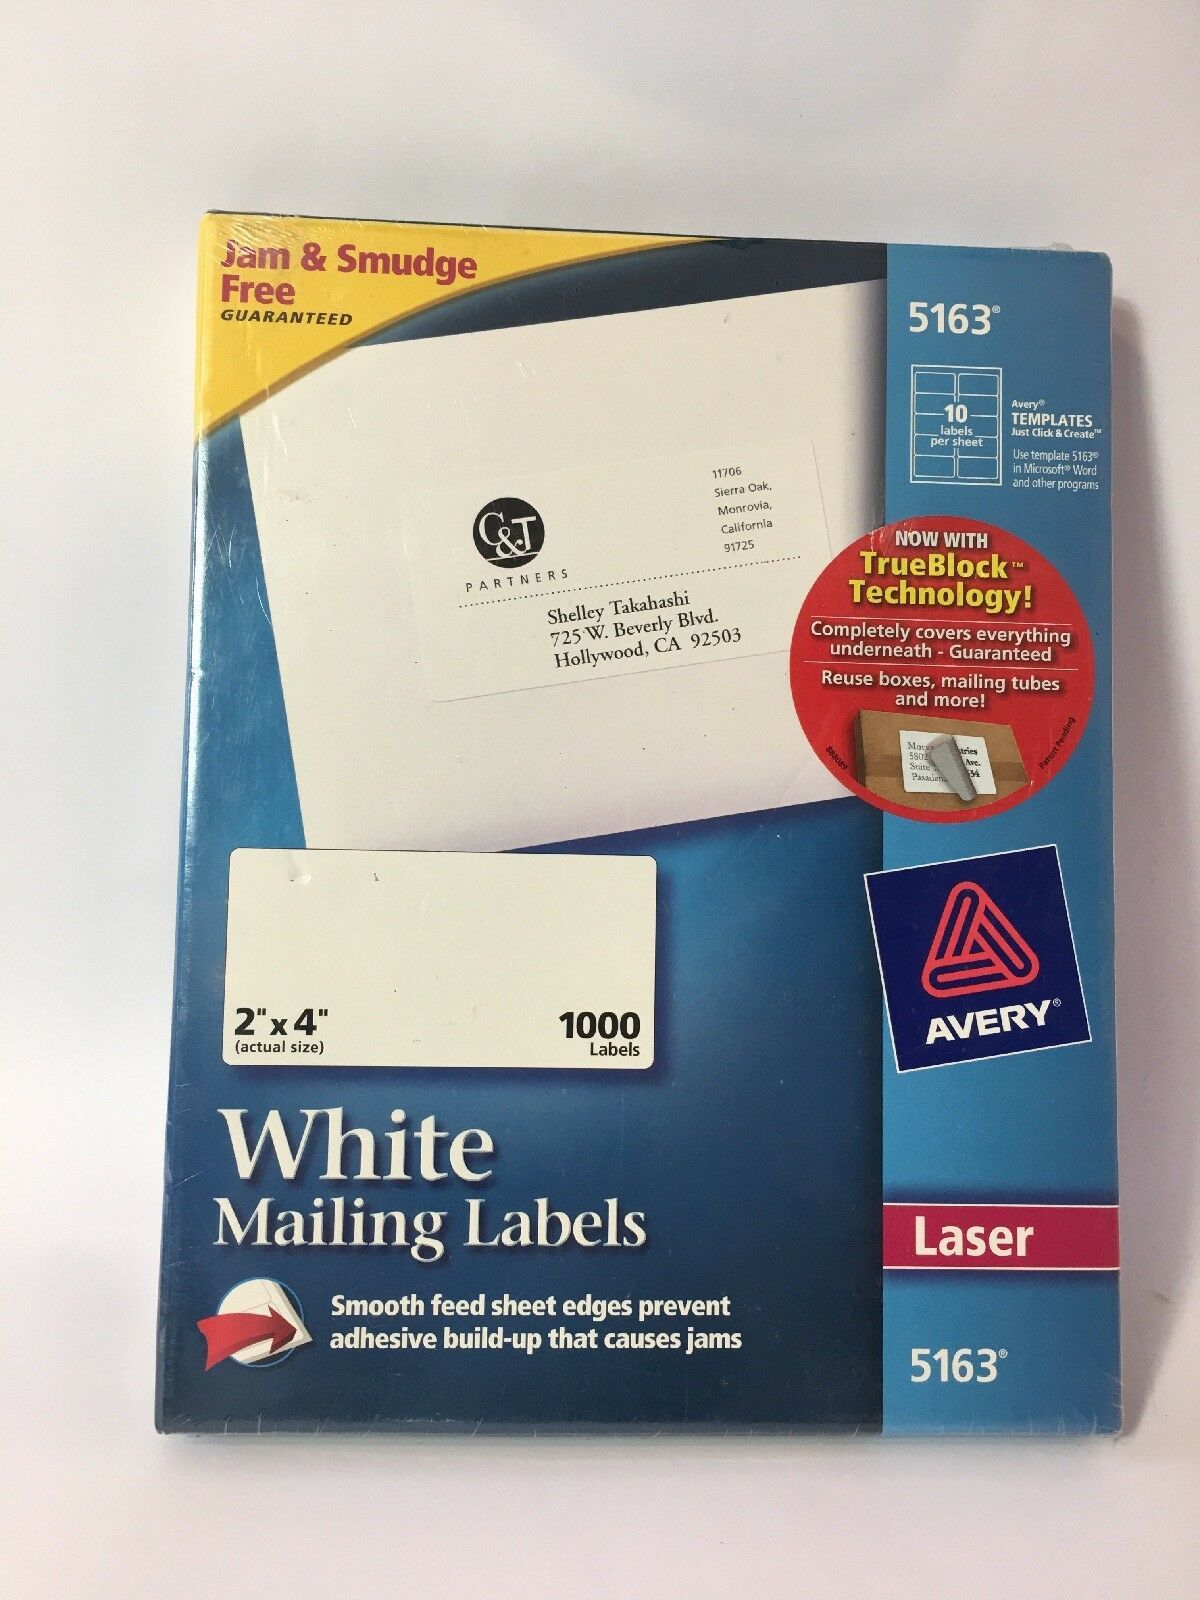 Jam & Smudge
Free
GUARANTEED
5163®
10
labels
per sheet
Avery®
TEMPLATES
Just Click & Create™
Use template 5163®
in Microsoft® Word
and other programs
C&T
PARTNERS
11706
Sierra Oak,
Monrovia,
California
91725
Shelley Takahashi
725 W. Beverly Blvd.
Hollywood, CA 92503
NOW WITH
TrueBlock™
Technology!
Completely covers everything
underneath - Guaranteed
Reuse boxes, mailing tubes
and more!
Patent Pending
Ave.
Suite
AVERY®
2" x 4"
(actual size)
1000
Labels
White
Mailing Labels
Laser
Smooth feed sheet edges prevent
adhesive build-up that causes jams
5163®